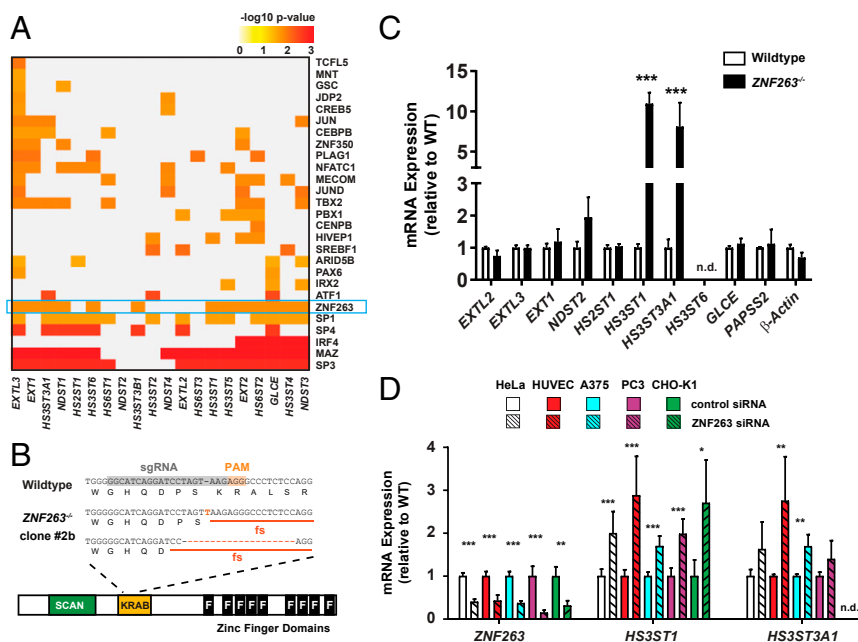 A
-log10 p-value
0 1 2 3
TCFL5
MNT
GSC
JDP2
CREB5
JUN
CEBPB
ZNF350
PLAG1
NFATC1
MECOM
JUND
TBX2
PBX1
CENPB
HIVEP1
SREBF1
ARID5B
PAX6
IRX2
ATF1
ZNF263
SP1
SP4
IRF4
MAZ
SP3
EXTL3
EXT1
HS3ST3A1
NDST1
HS2ST1
HS3ST6
HS6ST1
NDST2
HS3ST3B1
HS3ST2
NDST4
EXTL2
HS6ST3
HS3ST1
HS3ST5
EXT2
HS6ST2
GLCE
HS3ST4
NDST3
B
sgRNA PAM
Wildtype
TGGGGGCATCAGGATCCTAGT-AAGAGGGCCCTCTCCAGG
W G H Q D P S K R A L S R
ZNF263-/-
clone #2b
TGGGGGCATCAGGATCCTAGTTAAGAGGGCCCTCTCCAGG
W G H Q D P S
fs
TGGGGGCATCAGGATCC--------------------AGG
W G H Q D
fs
SCAN KRAB F F F F F F F F F
Zinc Finger Domains
C
Wildtype
ZNF263-/-
mRNA Expression
(relative to WT)
15
10
5
2
1
0
*** ***
n.d.
EXTL2
EXTL3
EXT1
NDST2
HS2ST1
HS3ST1
HS3ST3A1
HS3ST6
GLCE
PAPSS2
β-Actin
D
HeLa HUVEC A375 PC3 CHO-K1
control siRNA
ZNF263 siRNA
mRNA Expression
(relative to WT)
4
3
2
1
0
*** *** *** *** **
*** *** *** *** *
** **
n.d.
ZNF263 HS3ST1 HS3ST3A1